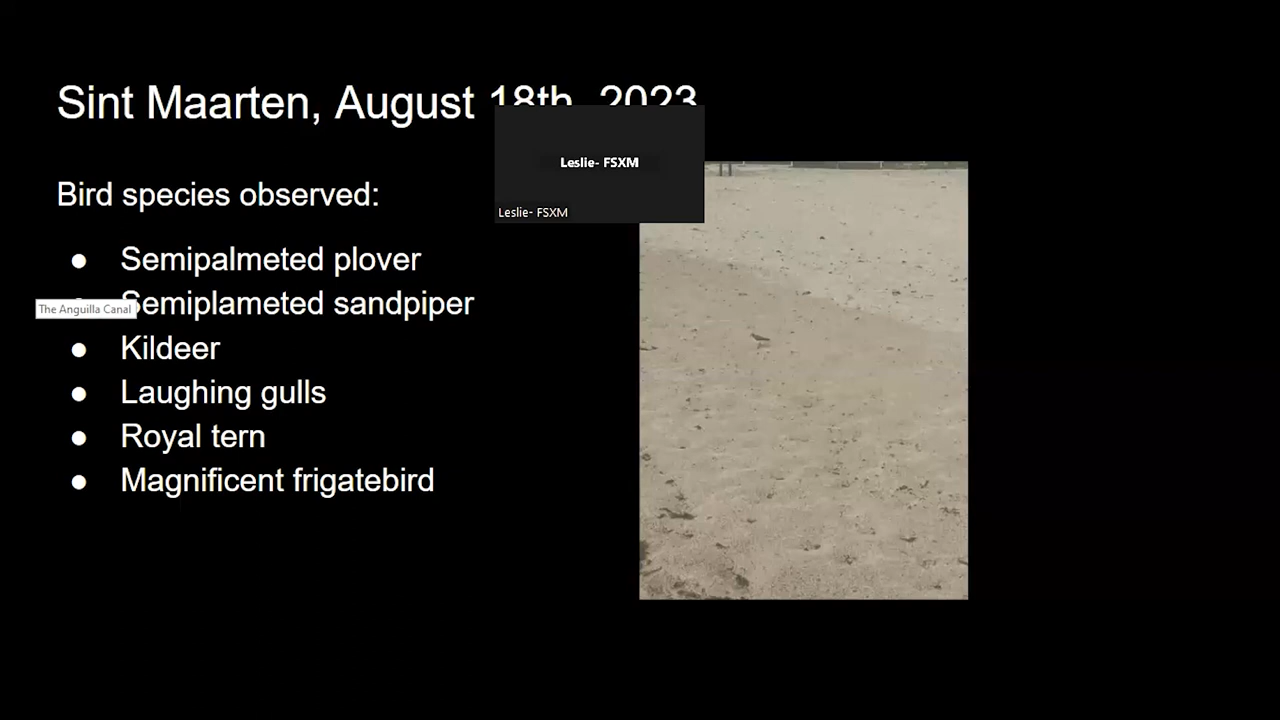 Sint Maarten, August 18th, 2023
Leslie- FSXM
Leslie- FSXM
Bird species observed:
● Semipalmeted plover
The Anguilla Canal
Semiplameted sandpiper
● Kildeer
● Laughing gulls
● Royal tern
● Magnificent frigatebird